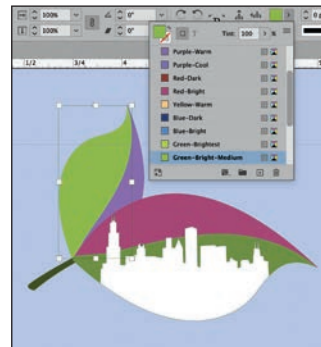 100% 0°
100% 0°
Tint: 100 %
Purple-Warm
Purple-Cool
Red-Dark
Red-Bright
Yellow-Warm
Blue-Dark
Blue-Bright
Green-Brightest
Green-Bright-Medium
1/2 3/4 4